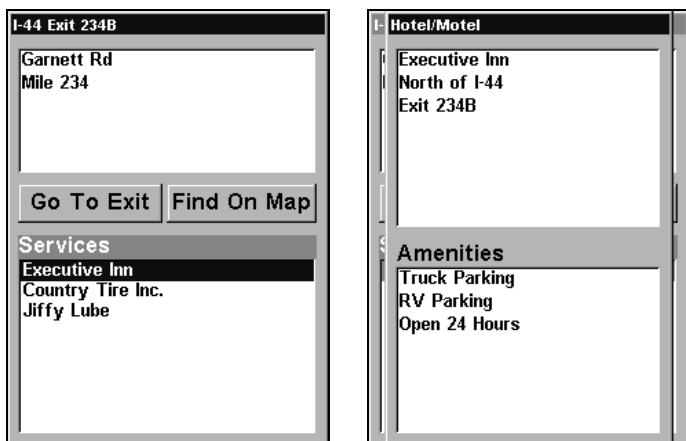 I-44 Exit 234B
Garnett Rd
Mile 234
Go To Exit Find On Map
Services
Executive Inn
Country Tire Inc.
Jiffy Lube
I- Hotel/Motel
Executive Inn
North of I-44
Exit 234B
Amenities
Truck Parking
RV Parking
Open 24 Hours